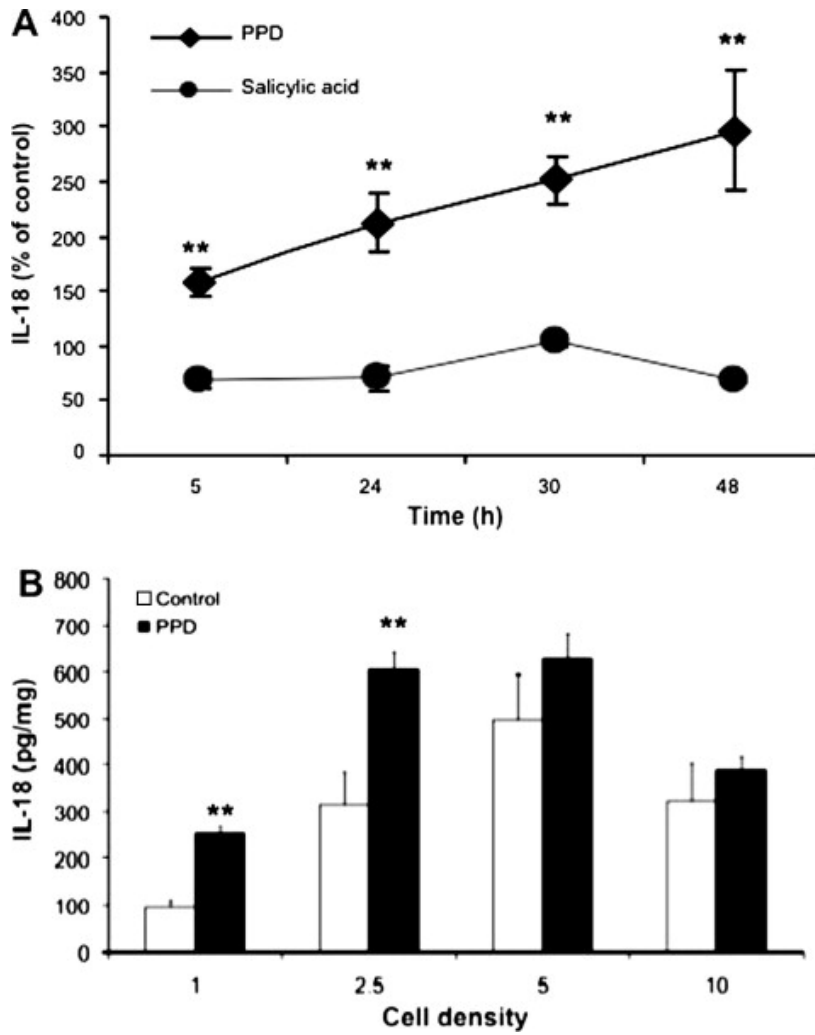 A
400
350
300
250
200
150
100
50
0
IL-18 (% of control)
PPD
Salicylic acid
**
**
**
**
5 24 30 48
Time (h)
B
800
700
600
500
400
300
200
100
0
IL-18 (pg/mg)
Control
PPD
**
**
1 2.5 5 10
Cell density